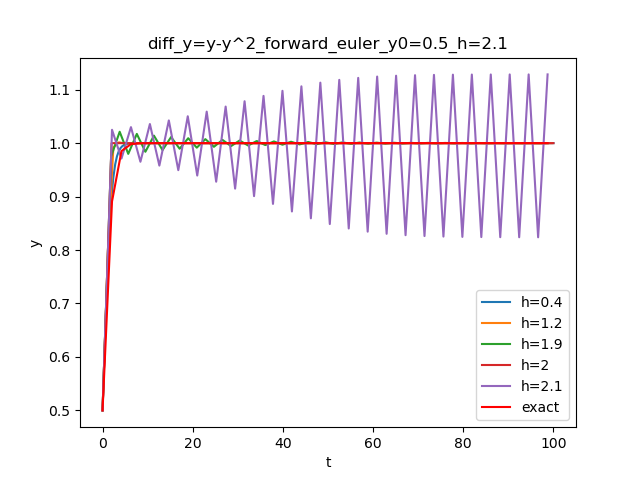 diff_y=y-y^2_forward_euler_y0=0.5_h=2.1
1.1
1.0
0.9
0.8
0.7
0.6
0.5
y
0 20 40 60 80 100
t
h=0.4
h=1.2
h=1.9
h=2
h=2.1
exact